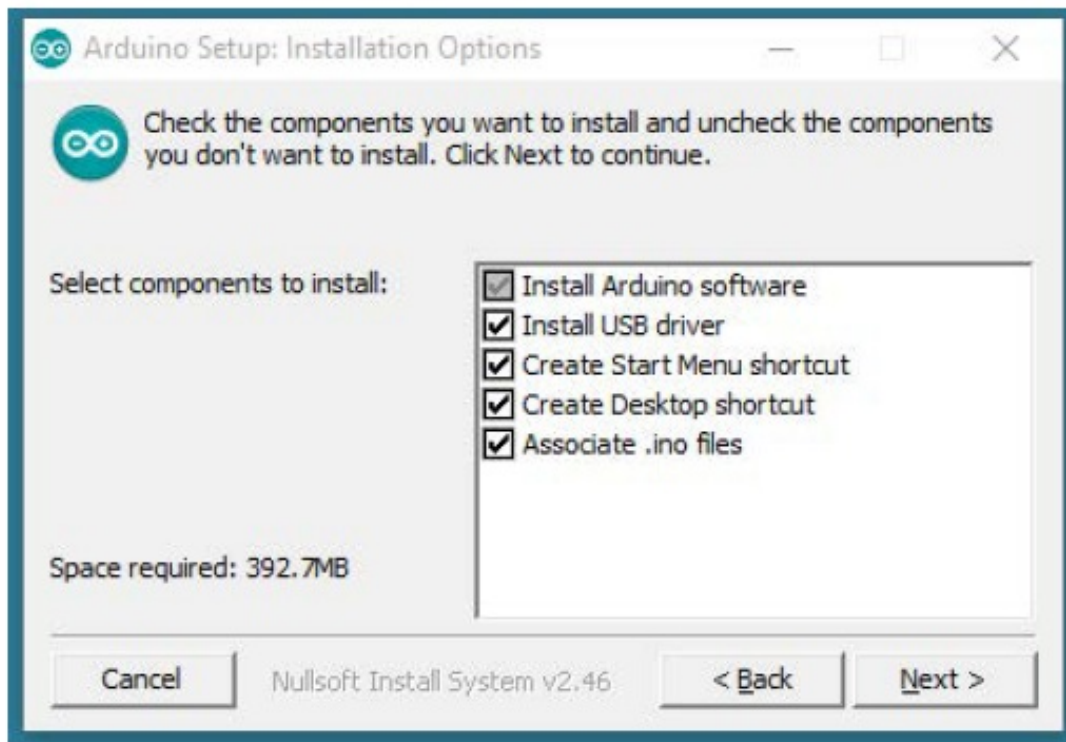 Arduino Setup: Installation Options
Check the components you want to install and uncheck the components
you don't want to install. Click Next to continue.
Select components to install:
Install Arduino software
Install USB driver
Create Start Menu shortcut
Create Desktop shortcut
Associate .ino files
Space required: 392.7MB
Cancel
Nullsoft Install System v2.46
< Back
Next >